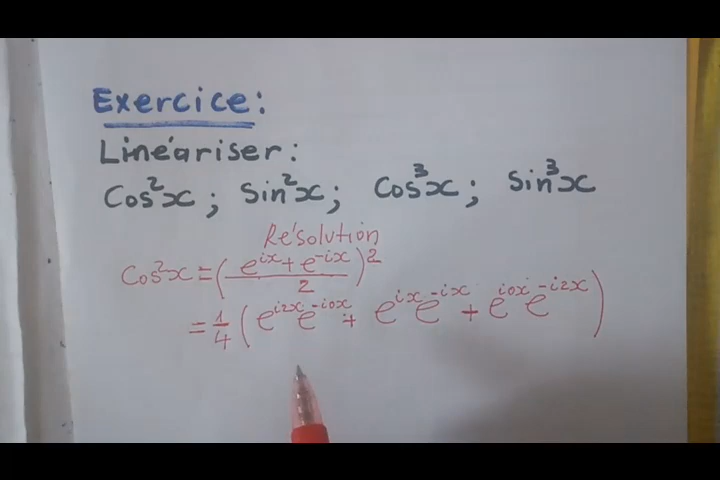 Exercice:
Linéariser:
Cos²x ; Sin²x ; Cos³x ; Sin³x
Résolution
Cos²x = ( (e^{ix} + e^{-ix}) / 2 )²
= 1/4 ( e^{i2x} e^{-i0x} + e^{ix} e^{-ix} + e^{i0x} e^{-i2x} )